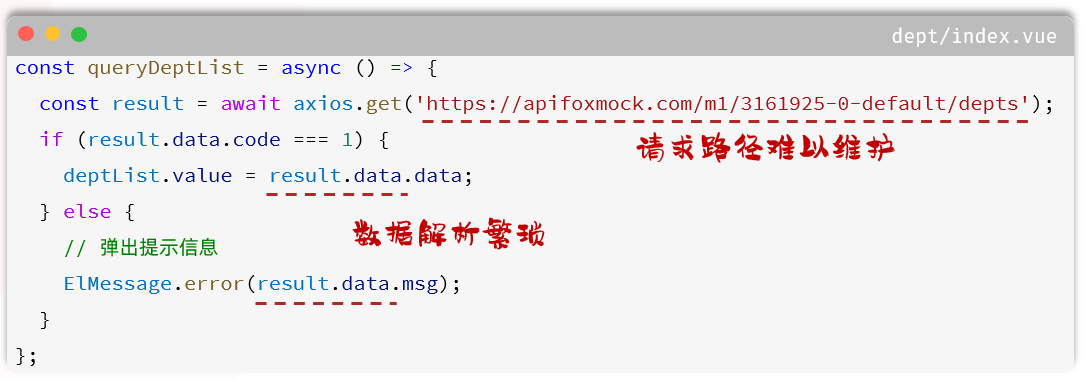 dept/index.vue
const queryDeptList = async () => {
const result = await axios.get('https://apifoxmock.com/m1/3161925-0-default/depts');
请求路径难以维护
if (result.data.code === 1) {
deptList.value = result.data.data;
} else {
数据解析繁琐
// 弹出提示信息
ElMessage.error(result.data.msg);
}
};